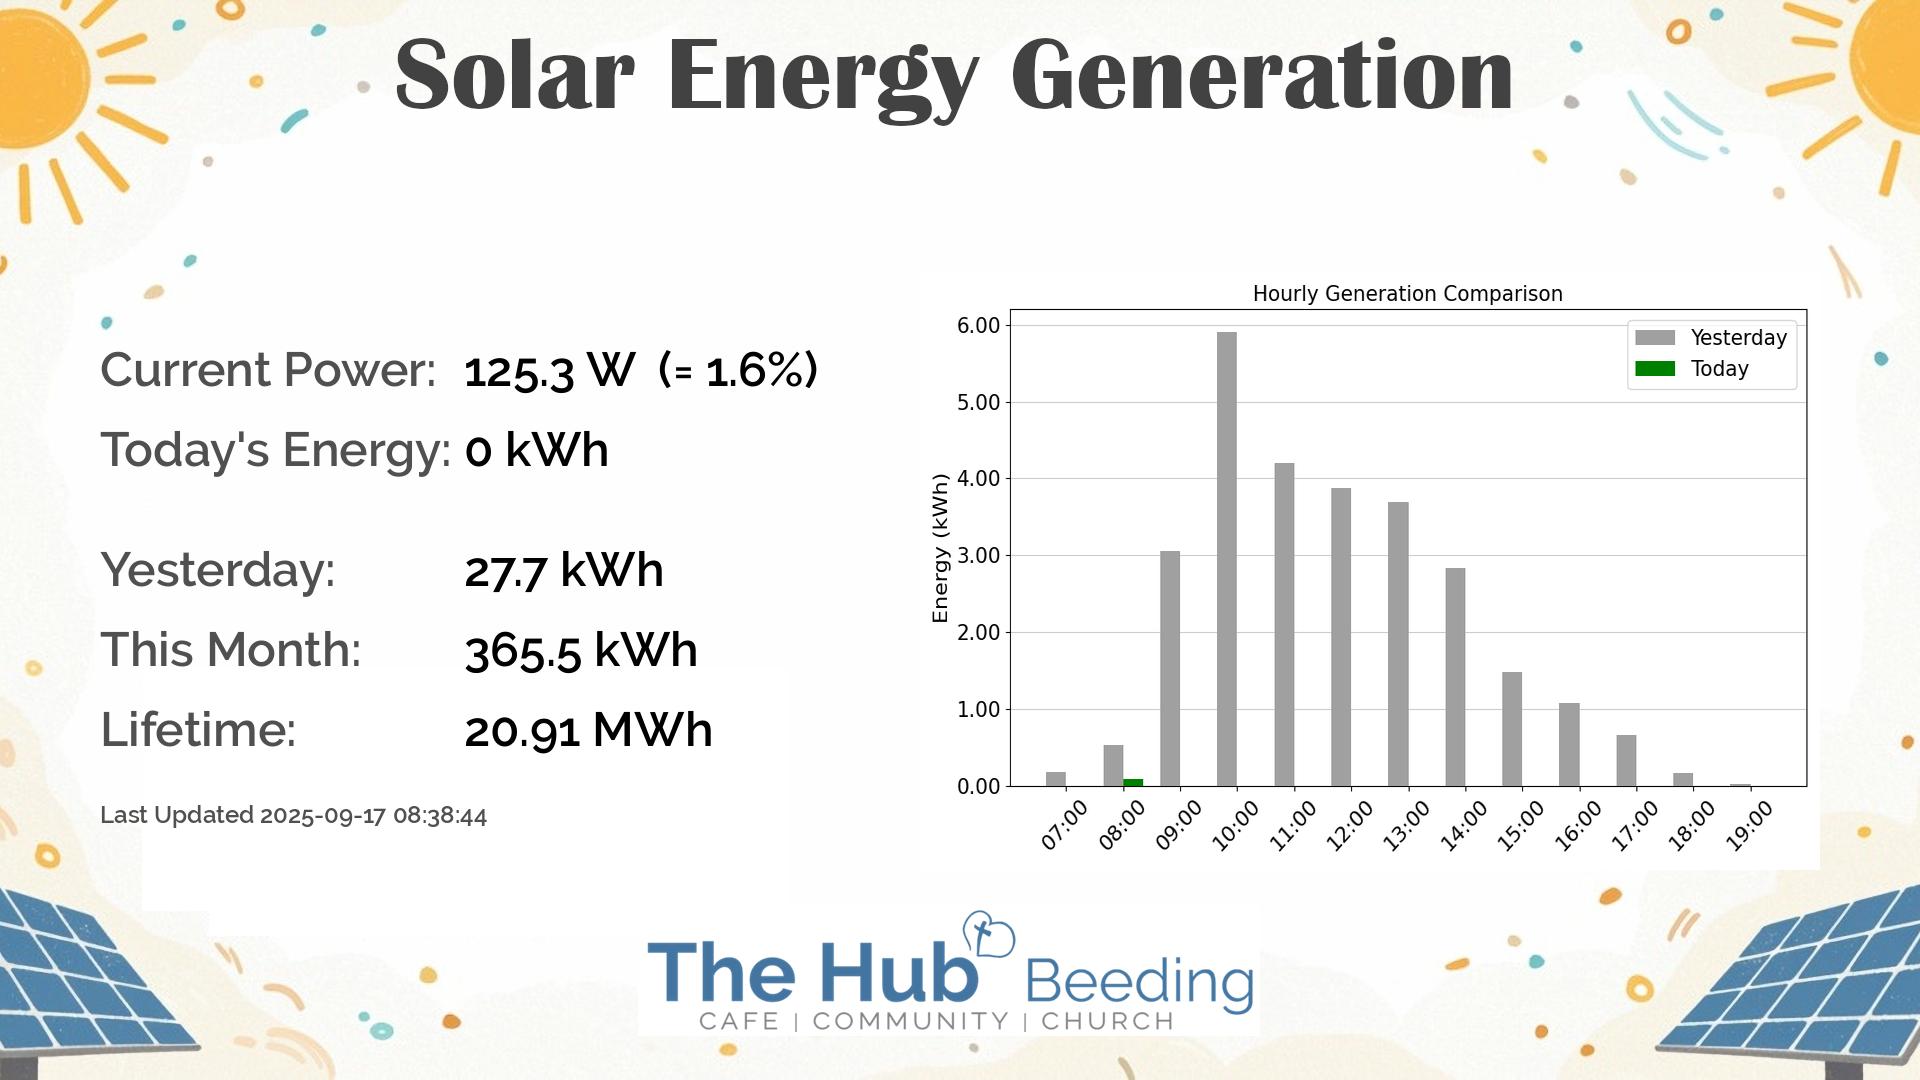 Solar Energy Generation
Current Power: 125.3 W (= 1.6%)
Today's Energy: 0 kWh
Yesterday: 27.7 kWh
This Month: 365.5 kWh
Lifetime: 20.91 MWh
Last Updated 2025-09-17 08:38:44
Hourly Generation Comparison
Yesterday
Today
Energy (kWh)
6.00
5.00
4.00
3.00
2.00
1.00
0.00
07:00 08:00 09:00 10:00 11:00 12:00 13:00 14:00 15:00 16:00 17:00 18:00 19:00
The Hub Beeding
CAFE | COMMUNITY | CHURCH